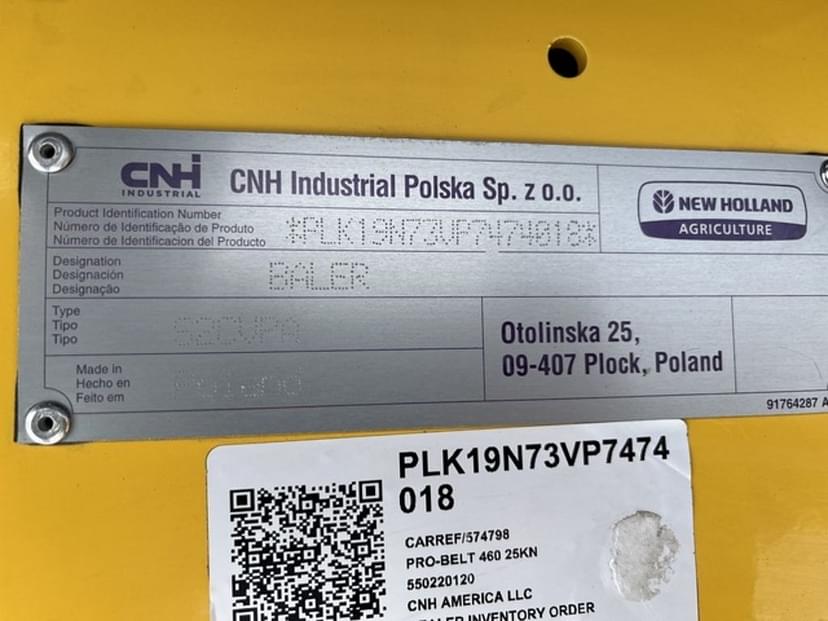 CNH
INDUSTRIAL
CNH Industrial Polska Sp. z o.o.
NEW HOLLAND
AGRICULTURE
Product Identification Number
Número de Identificação de Produto
Número de Identificacion del Producto
*PLK19N73VP7474018*
Designation
Designación
Designação
BALER
Type
Tipo
Tipo
S2CVPA
Otolinska 25,
09-407 Plock, Poland
Made in
Hecho en
Feito em
91764287 A
PLK19N73VP7474
018
CARREF/574798
PRO-BELT 460 25KN
550220120
CNH AMERICA LLC
INVENTORY ORDER